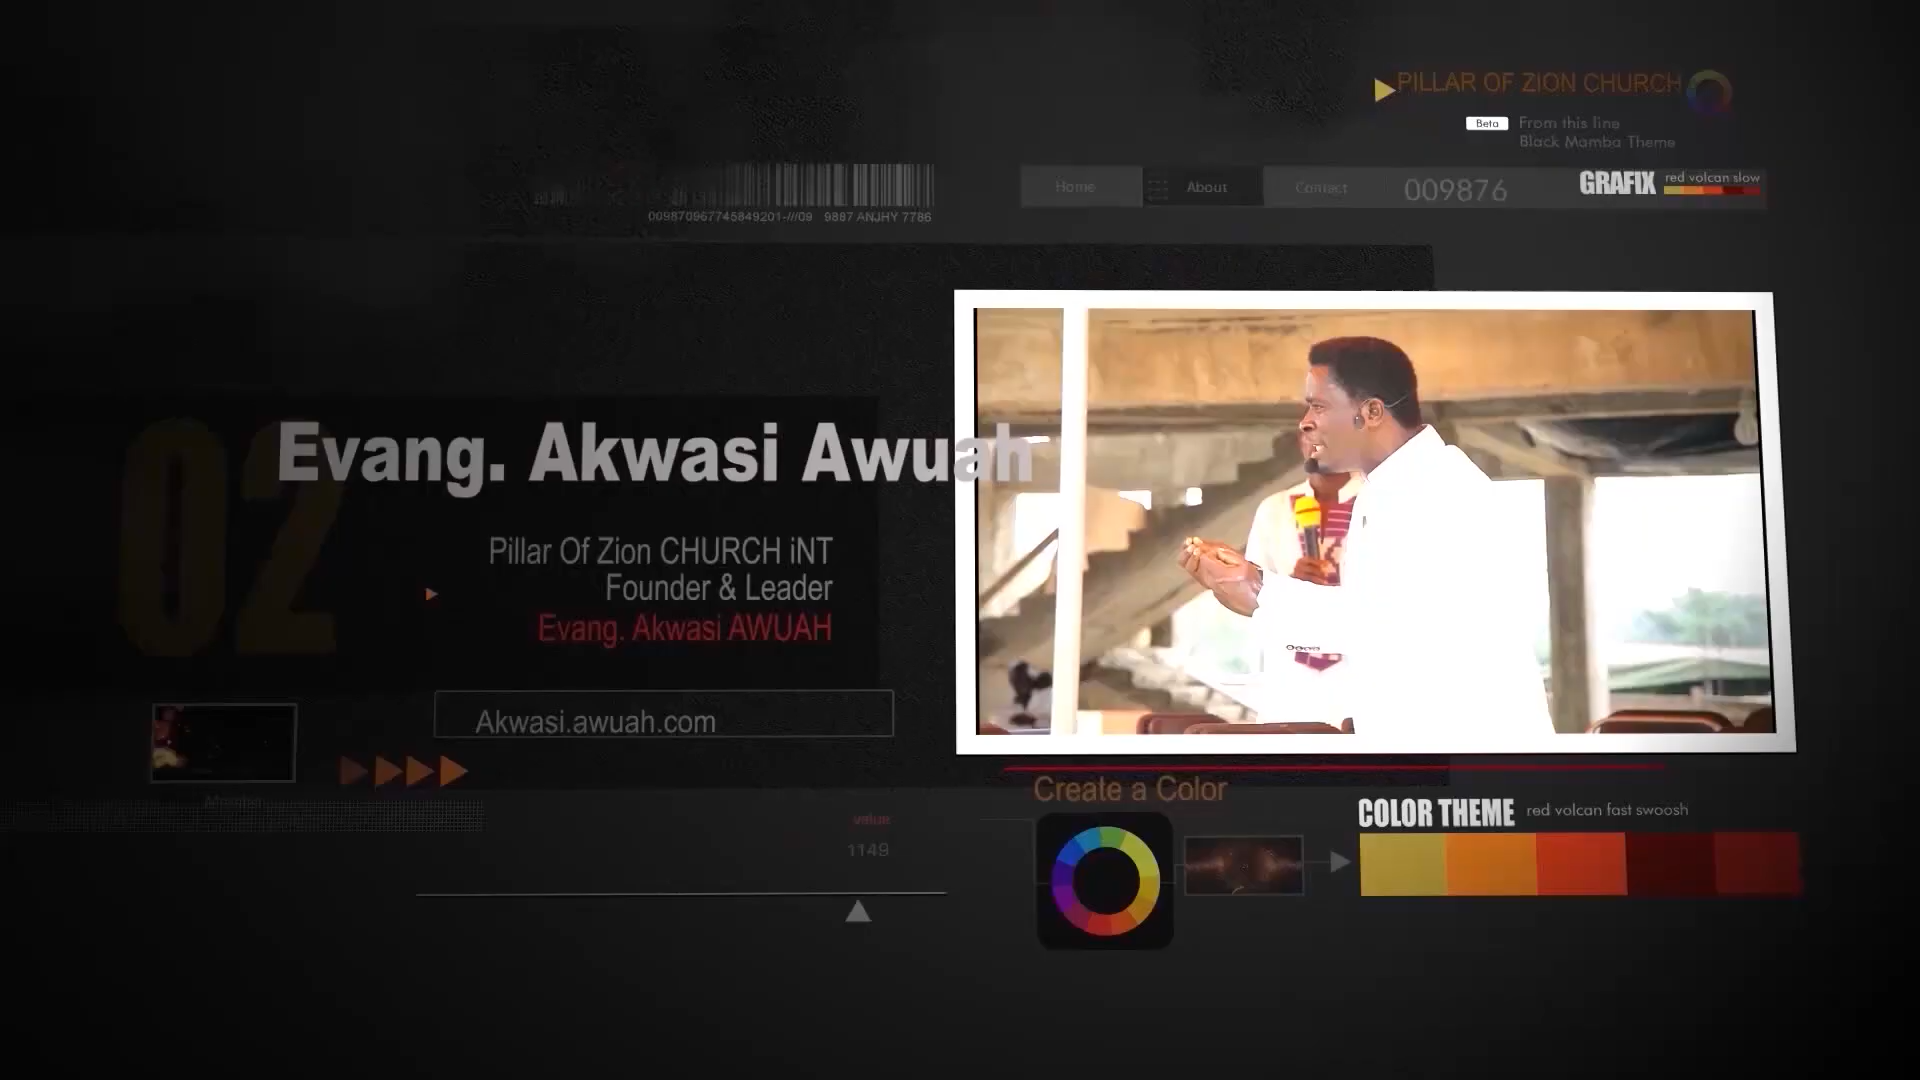 PILLAR OF ZION CHURCH
Beta
From this line
Black Mamba Theme
Home
About
Contact
009876
GRAFIX
red volcan slow
009870967745849201-///09 9887 ANJHY 7786
02
Evang. Akwasi Awuah
Pillar Of Zion CHURCH iNT
Founder & Leader
Evang. Akwasi AWUAH
Akwasi.awuah.com
value
1149
Create a Color
COLOR THEME
red volcan fast swoosh